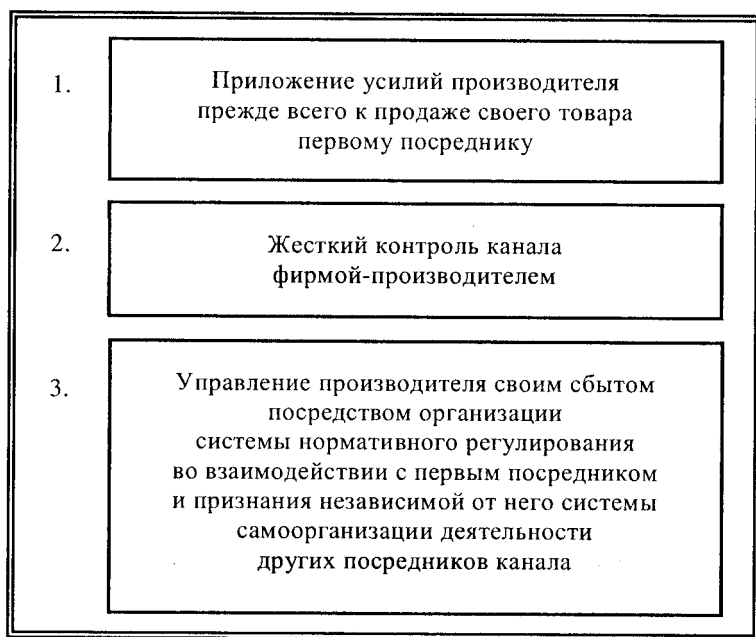 1.
Приложение усилий производителя
прежде всего к продаже своего товара
первому посреднику
2.
Жесткий контроль канала
фирмой-производителем
3.
Управление производителя своим сбытом
посредством организации
системы нормативного регулирования
во взаимодействии с первым посредником
и признания независимой от него системы
самоорганизации деятельности
других посредников канала